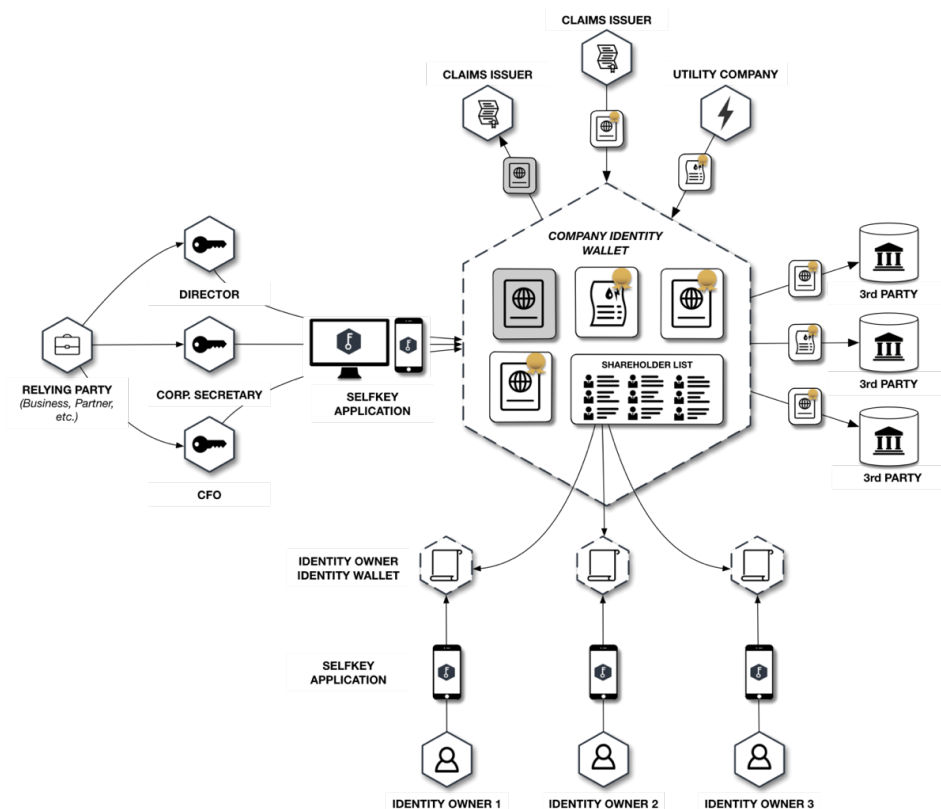 CLAIMS ISSUER
CLAIMS ISSUER
UTILITY COMPANY
COMPANY IDENTITY
WALLET
SHAREHOLDER LIST
DIRECTOR
CORP. SECRETARY
CFO
RELYING PARTY
(Business, Partner,
etc.)
SELFKEY
APPLICATION
3rd PARTY
3rd PARTY
3rd PARTY
IDENTITY OWNER
IDENTITY WALLET
SELFKEY
APPLICATION
IDENTITY OWNER 1
IDENTITY OWNER 2
IDENTITY OWNER 3